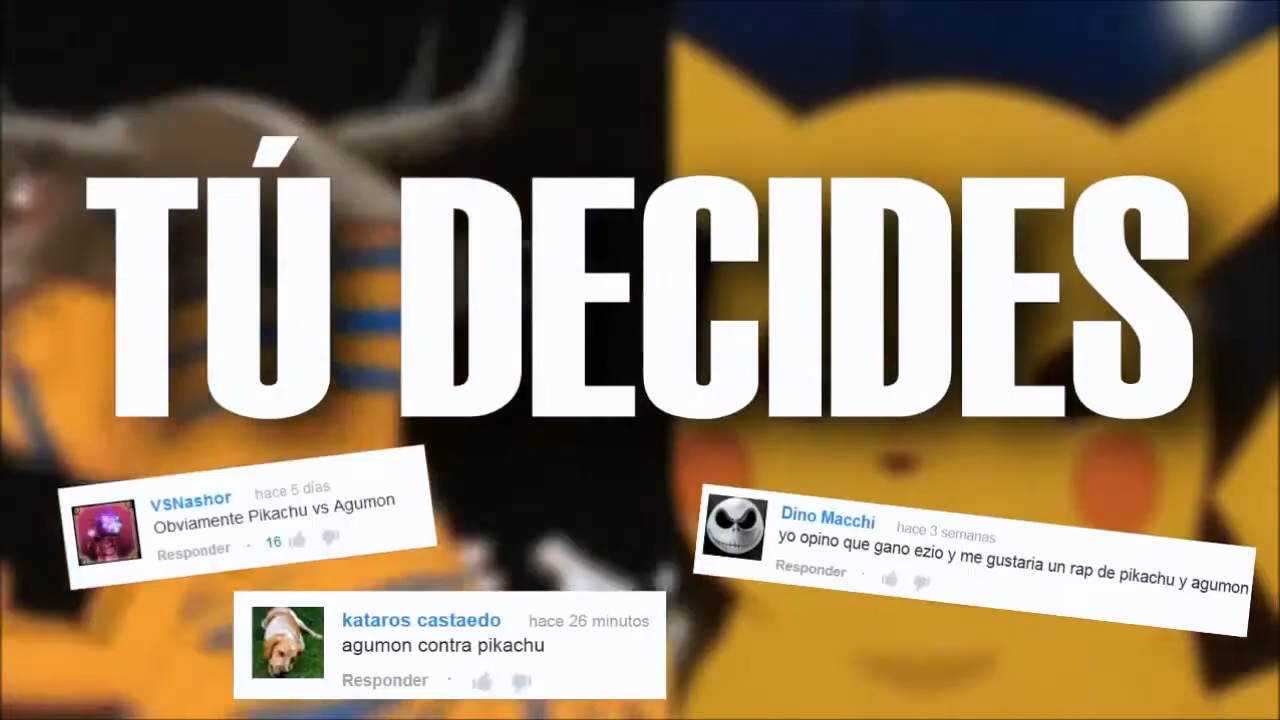 TÚ DECIDES
VSNashor hace 5 días
Obviamente Pikachu vs Agumon
Responder · 16
Dino Macchi hace 3 semanas
yo opino que gano ezio y me gustaria un rap de pikachu y agumon
Responder ·
kataros castaedo hace 26 minutos
agumon contra pikachu
Responder ·